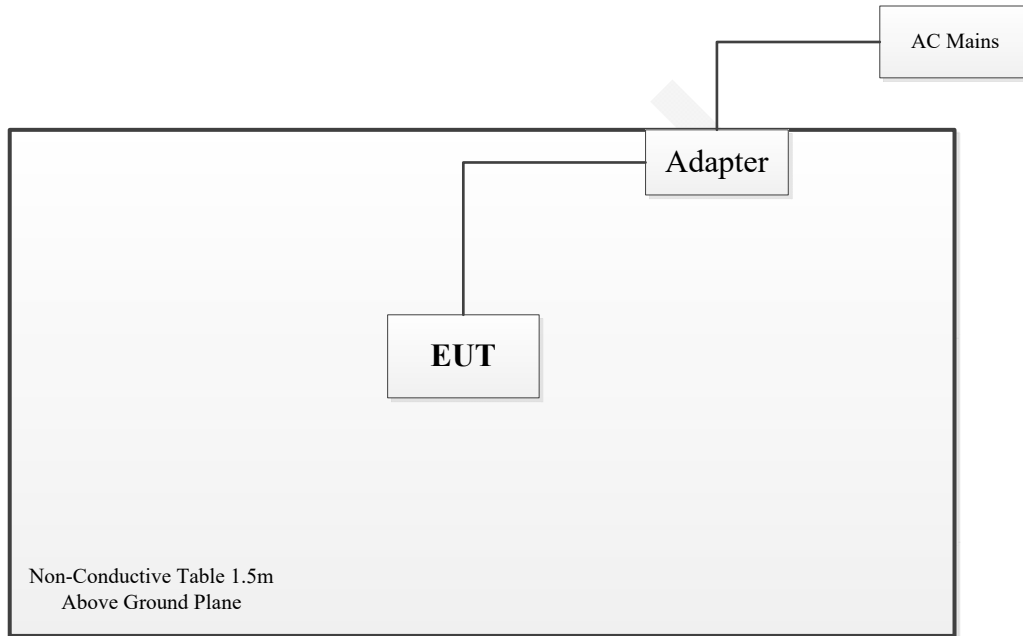 AC Mains
Adapter
EUT
Non-Conductive Table 1.5m
Above Ground Plane